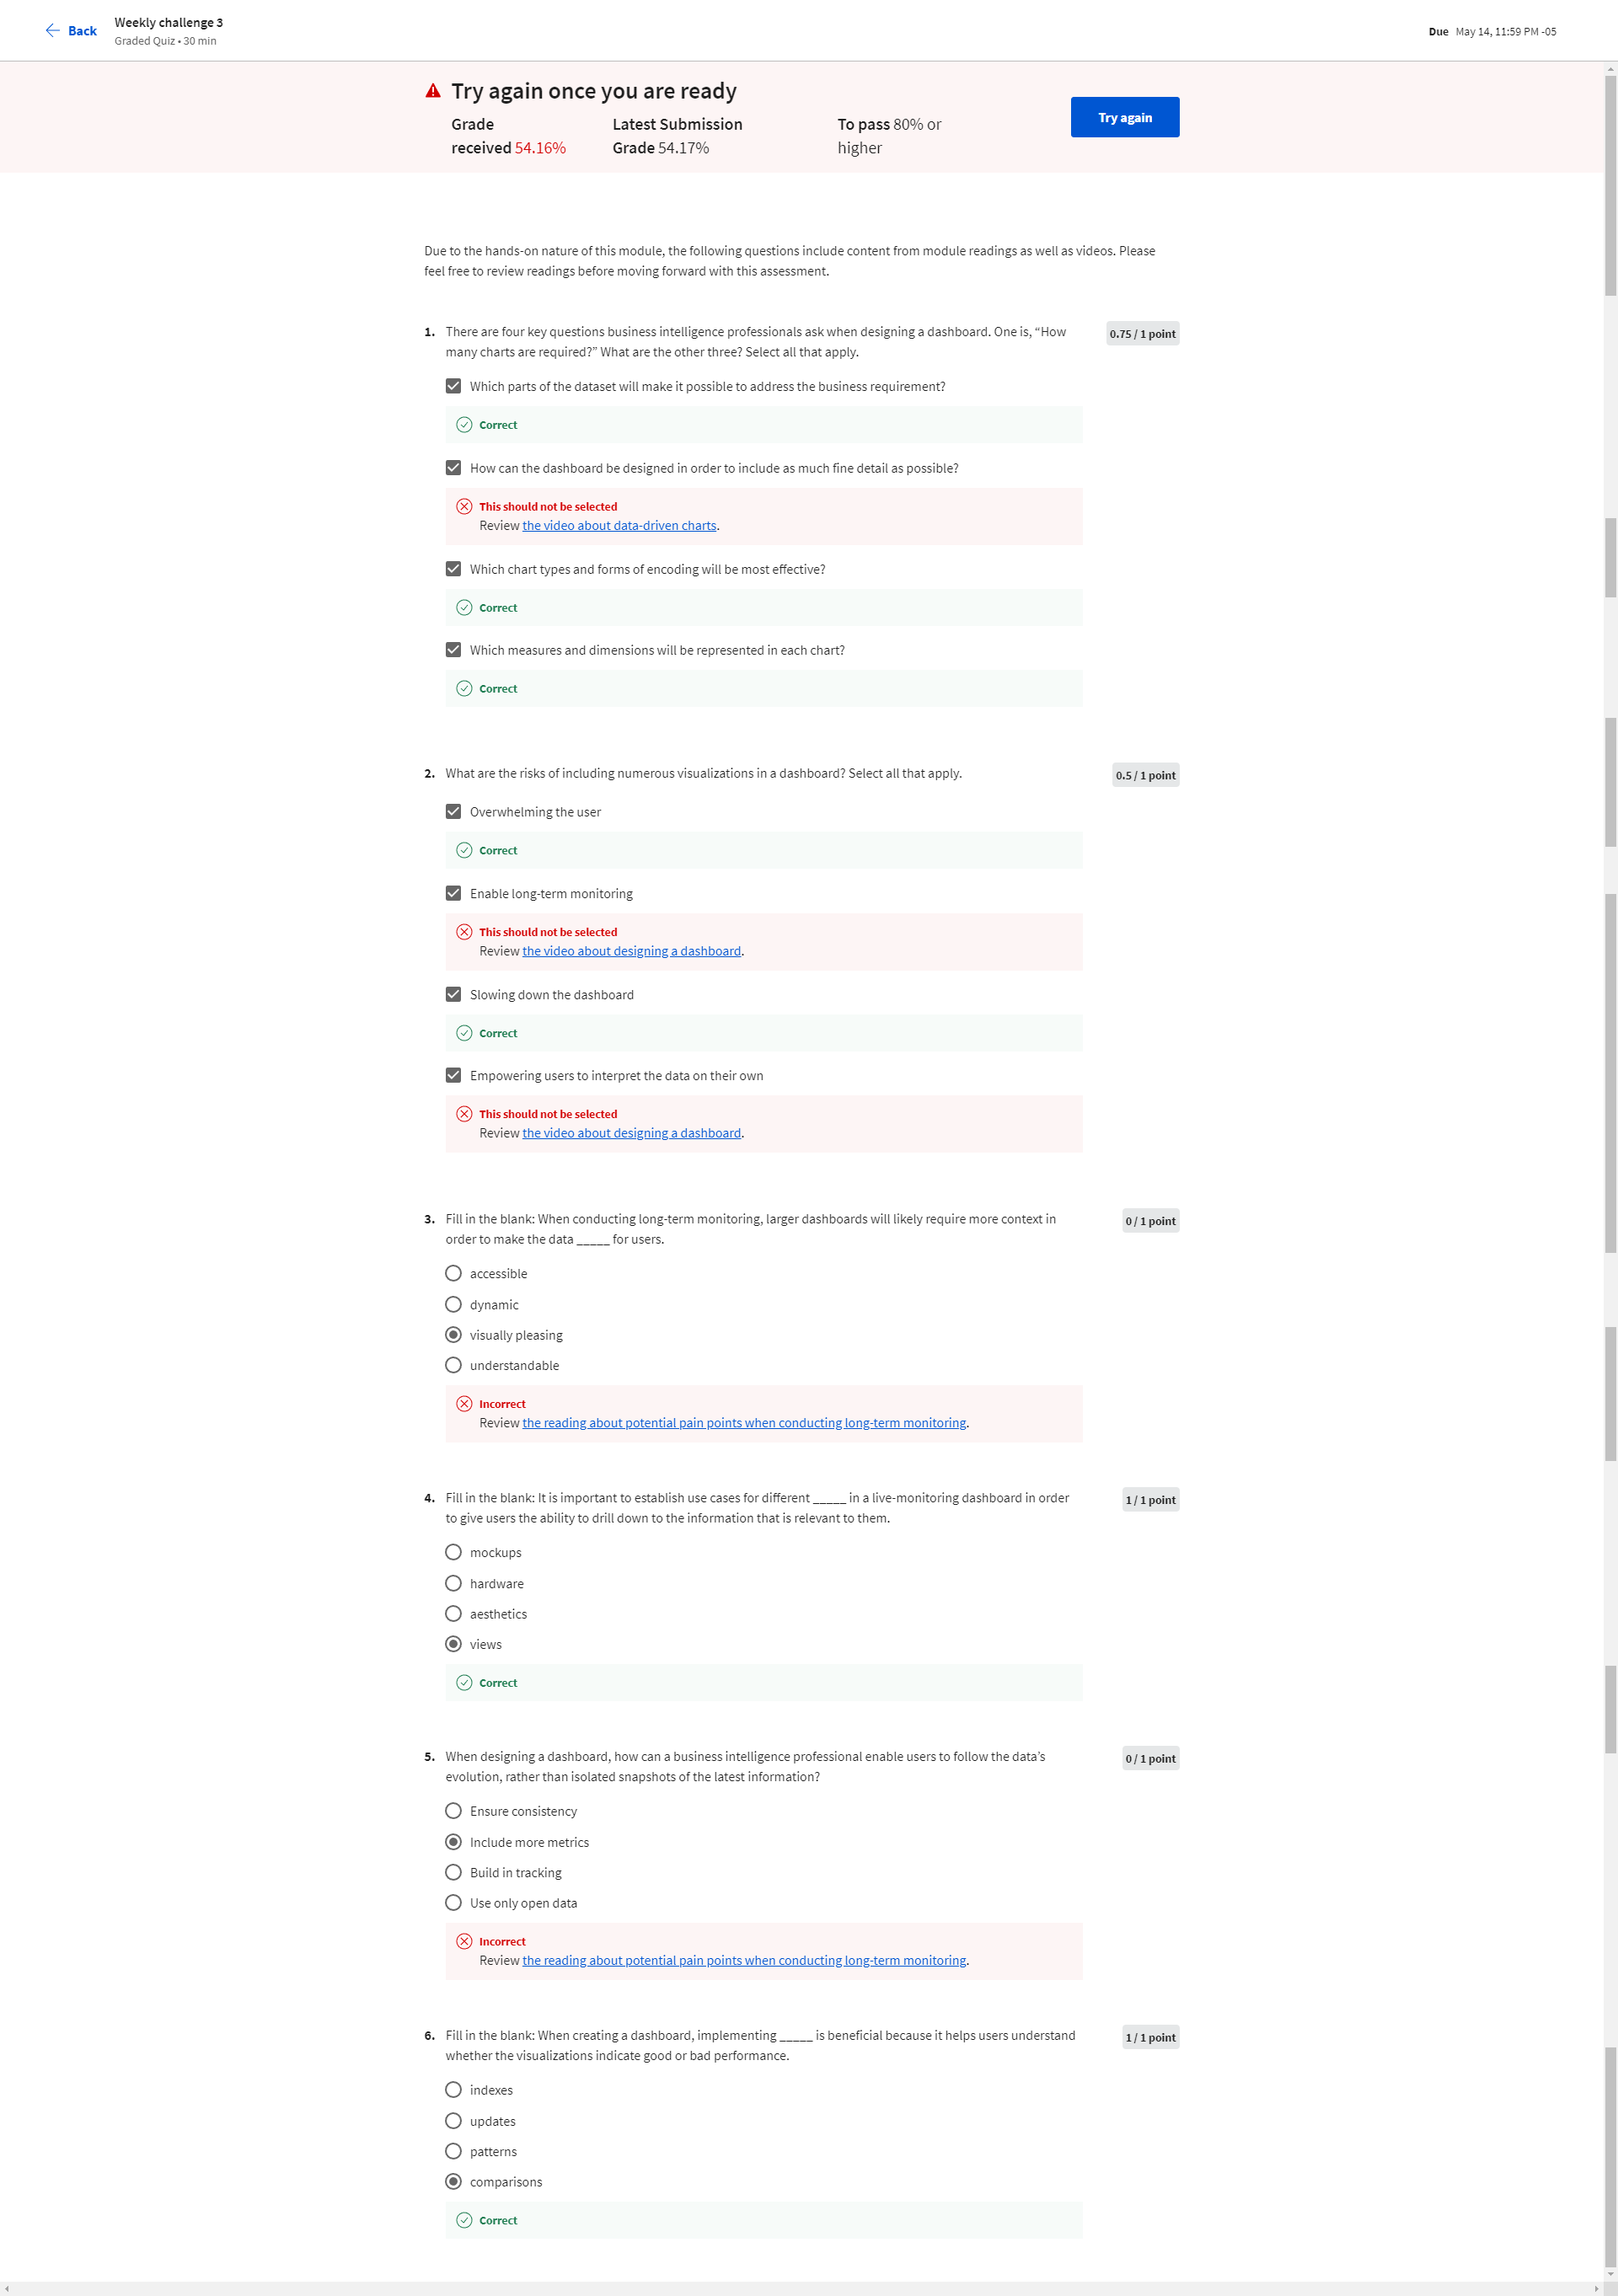 Back
Weekly challenge 3
Graded Quiz • 30 min
Due May 14, 11:59 PM -05
Try again once you are ready
Grade
received 54.16%
Latest Submission
Grade 54.17%
To pass 80% or
higher
Try again
Due to the hands-on nature of this module, the following questions include content from module readings as well as videos. Please
feel free to review readings before moving forward with this assessment.
1. There are four key questions business intelligence professionals ask when designing a dashboard. One is, “How
many charts are required?” What are the other three? Select all that apply.
0.75 / 1 point
Which parts of the dataset will make it possible to address the business requirement?
Correct
How can the dashboard be designed in order to include as much fine detail as possible?
This should not be selected
Review the video about data-driven charts.
Which chart types and forms of encoding will be most effective?
Correct
Which measures and dimensions will be represented in each chart?
Correct
2. What are the risks of including numerous visualizations in a dashboard? Select all that apply.
0.5 / 1 point
Overwhelming the user
Correct
Enable long-term monitoring
This should not be selected
Review the video about designing a dashboard.
Slowing down the dashboard
Correct
Empowering users to interpret the data on their own
This should not be selected
Review the video about designing a dashboard.
3. Fill in the blank: When conducting long-term monitoring, larger dashboards will likely require more context in
order to make the data _____ for users.
0 / 1 point
accessible
dynamic
visually pleasing
understandable
Incorrect
Review the reading about potential pain points when conducting long-term monitoring.
4. Fill in the blank: It is important to establish use cases for different _____ in a live-monitoring dashboard in order
to give users the ability to drill down to the information that is relevant to them.
1 / 1 point
mockups
hardware
aesthetics
views
Correct
5. When designing a dashboard, how can a business intelligence professional enable users to follow the data’s
evolution, rather than isolated snapshots of the latest information?
0 / 1 point
Ensure consistency
Include more metrics
Build in tracking
Use only open data
Incorrect
Review the reading about potential pain points when conducting long-term monitoring.
6. Fill in the blank: When creating a dashboard, implementing _____ is beneficial because it helps users understand
whether the visualizations indicate good or bad performance.
1 / 1 point
indexes
updates
patterns
comparisons
Correct